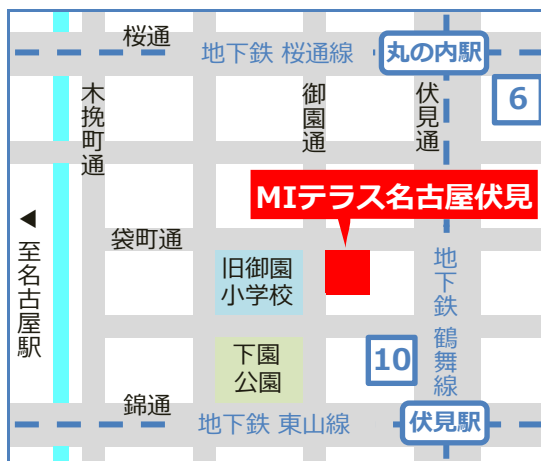 桜通
地下鉄 桜通線
丸の内駅
6
木挽町通
御園通
伏見通
MIテラス名古屋伏見
◀至名古屋駅
袋町通
旧御園
小学校
地下鉄 鶴舞線
下園
公園
10
錦通
地下鉄 東山線
伏見駅